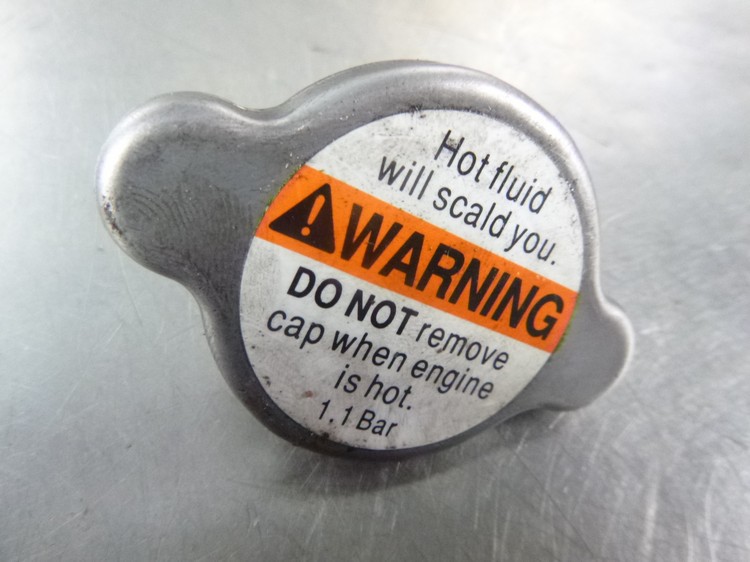 Hot fluid
will scald you.
WARNING
DO NOT remove
cap when engine
is hot.
1.1 Bar